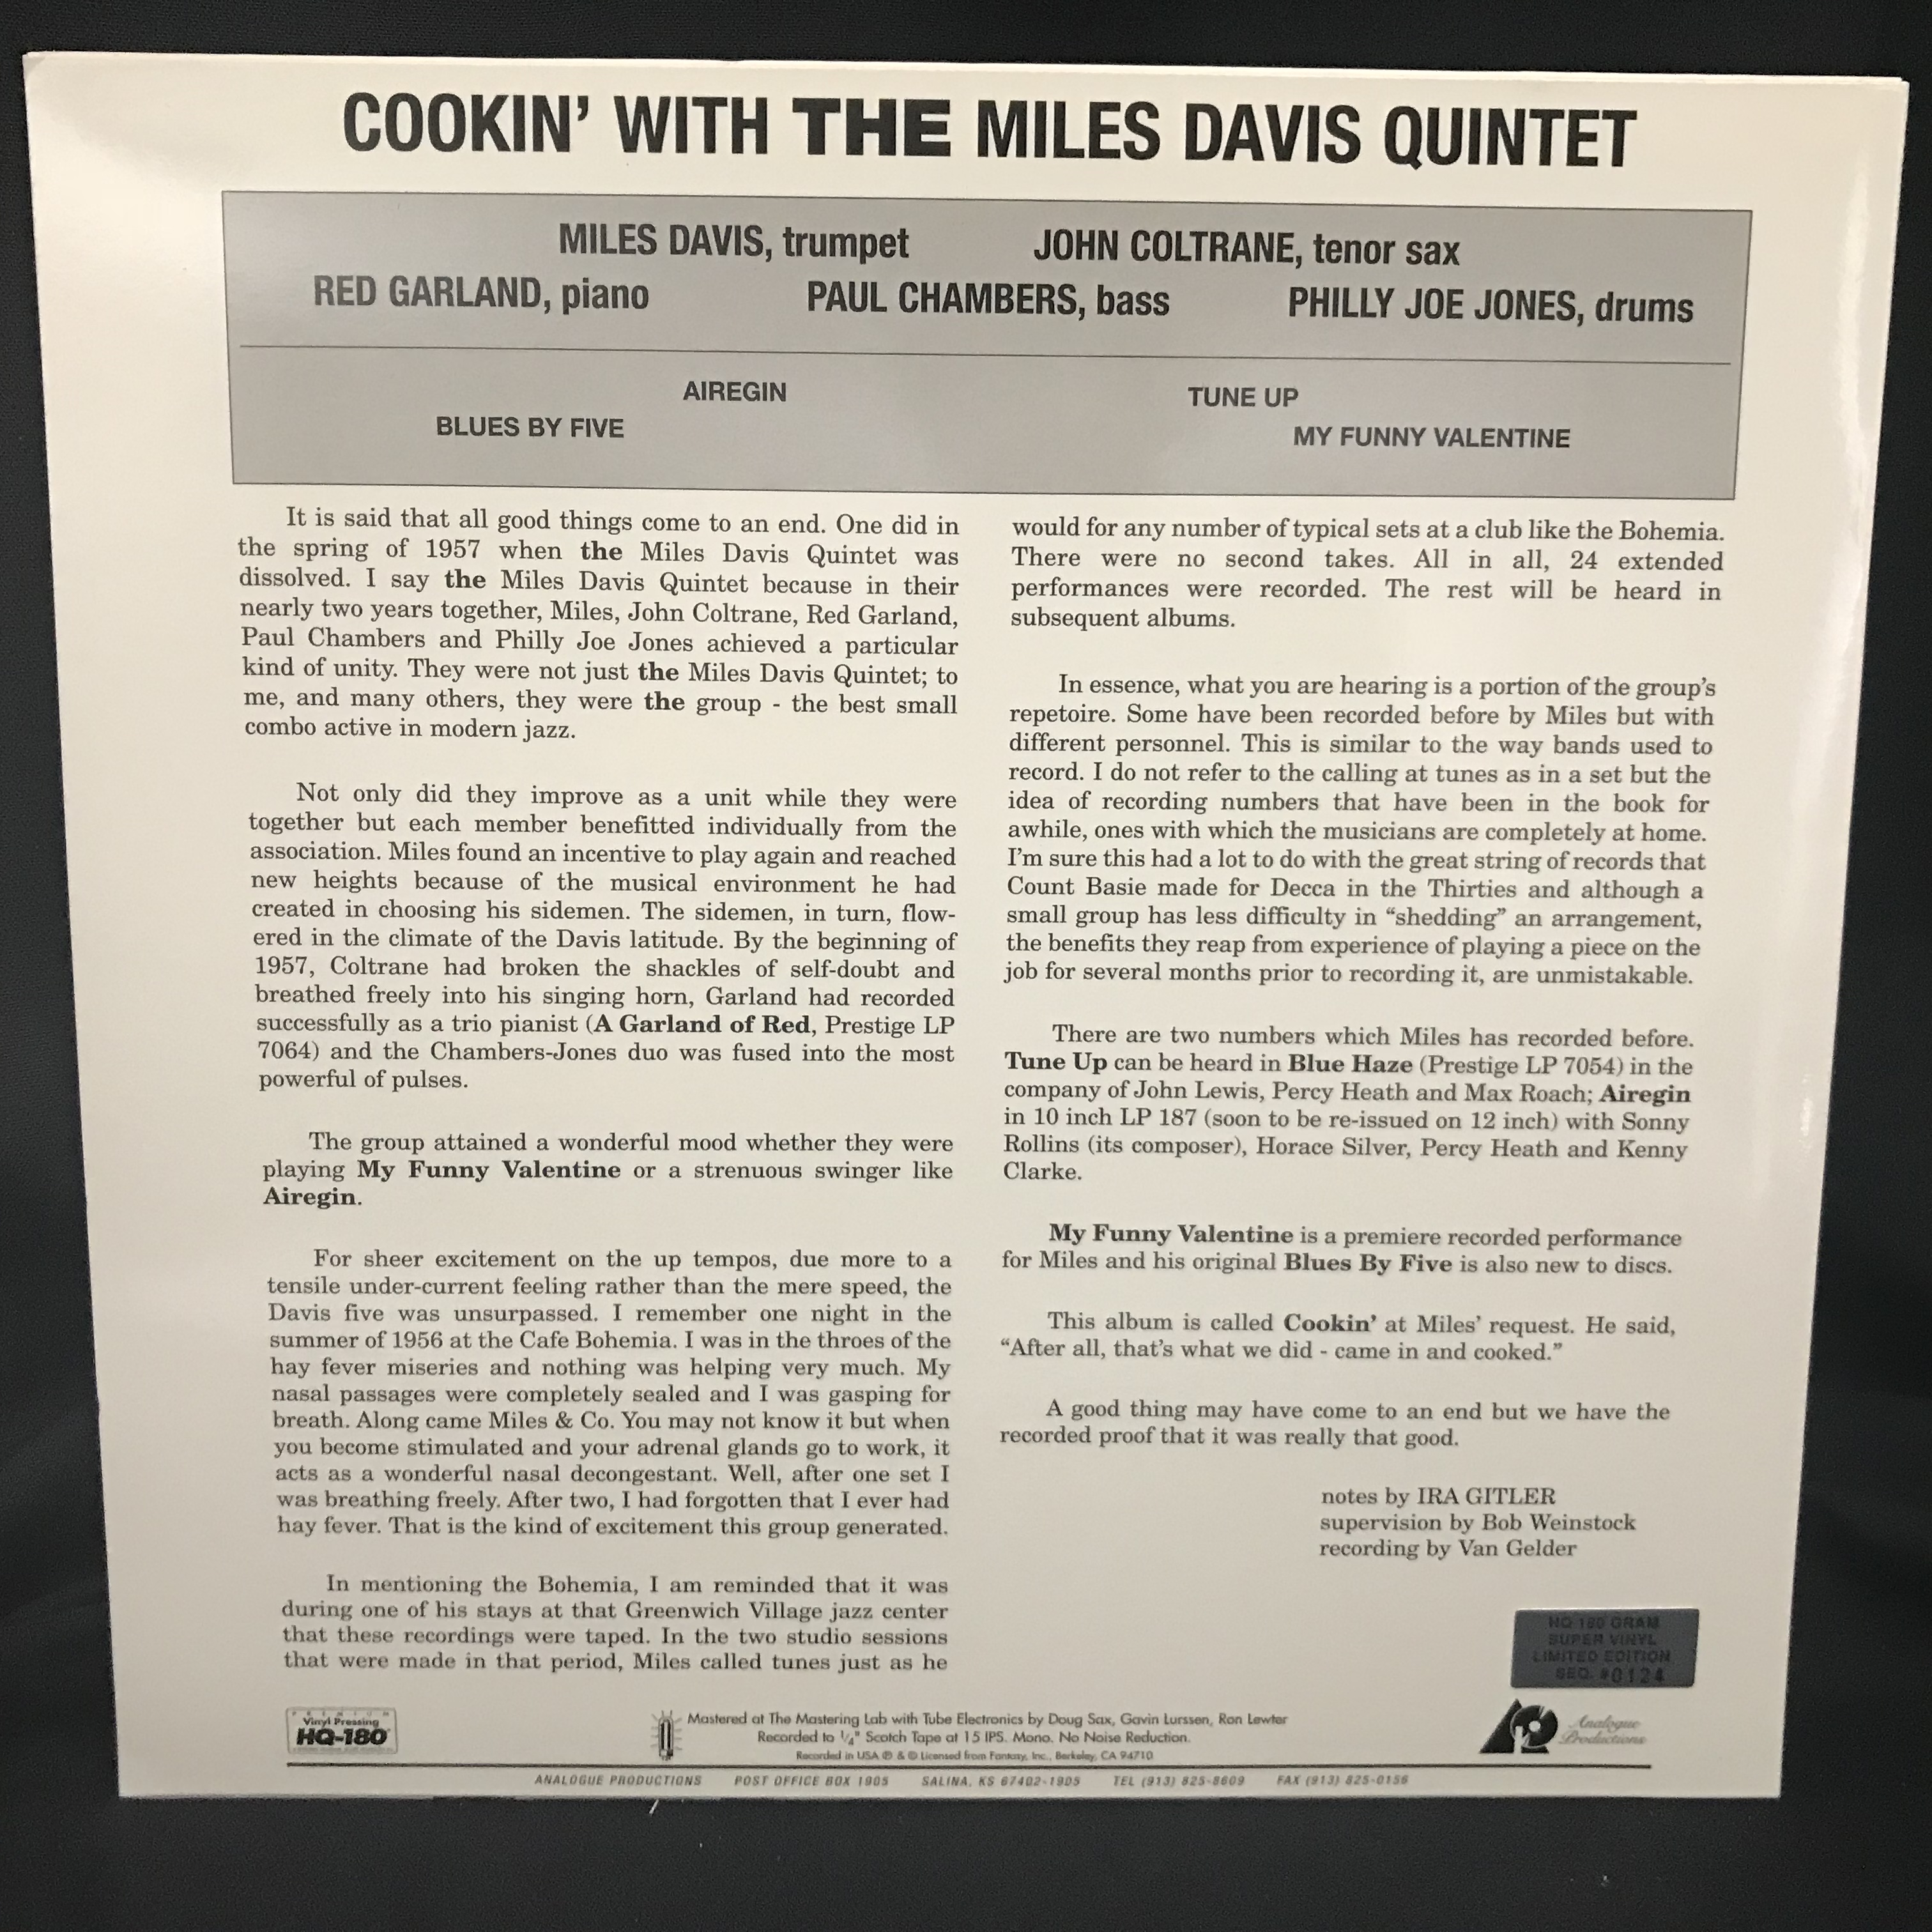 COOKIN' WITH THE MILES DAVIS QUINTET
MILES DAVIS, trumpet JOHN COLTRANE, tenor sax
RED GARLAND, piano PAUL CHAMBERS, bass PHILLY JOE JONES, drums
AIREGIN TUNE UP
BLUES BY FIVE MY FUNNY VALENTINE
It is said that all good things come to an end. One did in
the spring of 1957 when the Miles Davis Quintet was
dissolved. I say the Miles Davis Quintet because in their
nearly two years together, Miles, John Coltrane, Red Garland,
Paul Chambers and Philly Joe Jones achieved a particular
kind of unity. They were not just the Miles Davis Quintet; to
me, and many others, they were the group - the best small
combo active in modern jazz.
Not only did they improve as a unit while they were
together but each member benefitted individually from the
association. Miles found an incentive to play again and reached
new heights because of the musical environment he had
created in choosing his sidemen. The sidemen, in turn, flow-
ered in the climate of the Davis latitude. By the beginning of
1957, Coltrane had broken the shackles of self-doubt and
breathed freely into his singing horn, Garland had recorded
successfully as a trio pianist (A Garland of Red, Prestige LP
7064) and the Chambers-Jones duo was fused into the most
powerful of pulses.
The group attained a wonderful mood whether they were
playing My Funny Valentine or a strenuous swinger like
Airegin.
For sheer excitement on the up tempos, due more to a
tensile under-current feeling rather than the mere speed, the
Davis five was unsurpassed. I remember one night in the
summer of 1956 at the Cafe Bohemia. I was in the throes of the
hay fever miseries and nothing was helping very much. My
nasal passages were completely sealed and I was gasping for
breath. Along came Miles & Co. You may not know it but when
you become stimulated and your adrenal glands go to work, it
acts as a wonderful nasal decongestant. Well, after one set I
was breathing freely. After two, I had forgotten that I ever had
hay fever. That is the kind of excitement this group generated.
In mentioning the Bohemia, I am reminded that it was
during one of his stays at that Greenwich Village jazz center
that these recordings were taped. In the two studio sessions
that were made in that period, Miles called tunes just as he
would for any number of typical sets at a club like the Bohemia.
There were no second takes. All in all, 24 extended
performances were recorded. The rest will be heard in
subsequent albums.
In essence, what you are hearing is a portion of the group's
repetoire. Some have been recorded before by Miles but with
different personnel. This is similar to the way bands used to
record. I do not refer to the calling at tunes as in a set but the
idea of recording numbers that have been in the book for
awhile, ones with which the musicians are completely at home.
I'm sure this had a lot to do with the great string of records that
Count Basie made for Decca in the Thirties and although a
small group has less difficulty in “shedding” an arrangement,
the benefits they reap from experience of playing a piece on the
job for several months prior to recording it, are unmistakable.
There are two numbers which Miles has recorded before.
Tune Up can be heard in Blue Haze (Prestige LP 7054) in the
company of John Lewis, Percy Heath and Max Roach; Airegin
in 10 inch LP 187 (soon to be re-issued on 12 inch) with Sonny
Rollins (its composer), Horace Silver, Percy Heath and Kenny
Clarke.
My Funny Valentine is a premiere recorded performance
for Miles and his original Blues By Five is also new to discs.
This album is called Cookin' at Miles' request. He said,
“After all, that's what we did - came in and cooked.”
A good thing may have come to an end but we have the
recorded proof that it was really that good.
notes by IRA GITLER
supervision by Bob Weinstock
recording by Van Gelder
HQ 180 GRAM
SUPER VINYL
LIMITED EDITION
SEQ. #0124
PREMIUM
Vinyl Pressing
HQ-180
Mastered at The Mastering Lab with Tube Electronics by Doug Sax, Gavin Lurssen, Ron Lewter
Recorded to 1/4" Scotch Tape at 15 IPS. Mono. No Noise Reduction.
Recorded in USA ℗ & © Licensed from Fantasy, Inc., Berkeley, CA 94710
Analogue
Productions
ANALOGUE PRODUCTIONS POST OFFICE BOX 1905 SALINA, KS 67402-1905 TEL (913) 825-8609 FAX (913) 825-0156